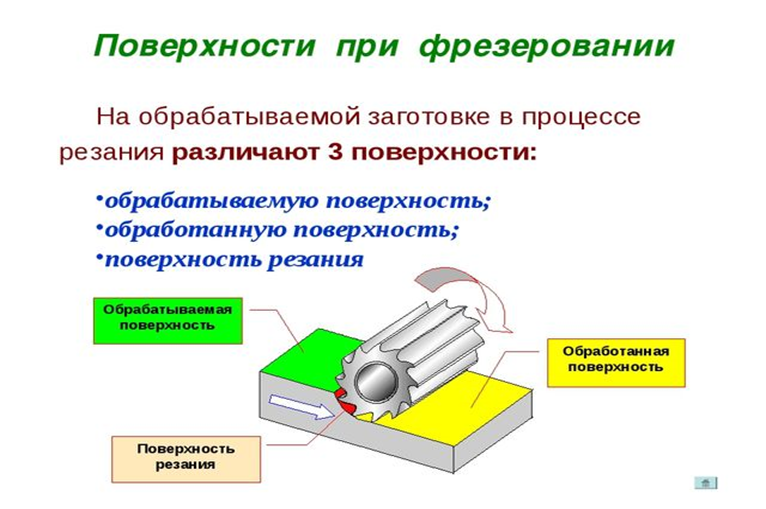 Поверхности при фрезеровании
На обрабатываемой заготовке в процессе
резания различают 3 поверхности:
•обрабатываемую поверхность;
•обработанную поверхность;
•поверхность резания
Обрабатываемая
поверхность
Обработанная
поверхность
Поверхность
резания